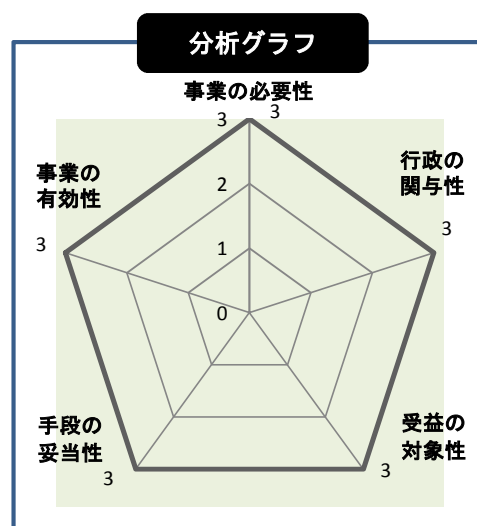 分析グラフ
事業の必要性
3
3
行政の
関与性
3
事業の
有効性
3
2
1
0
手段の
妥当性
3
受益の
対象性
3